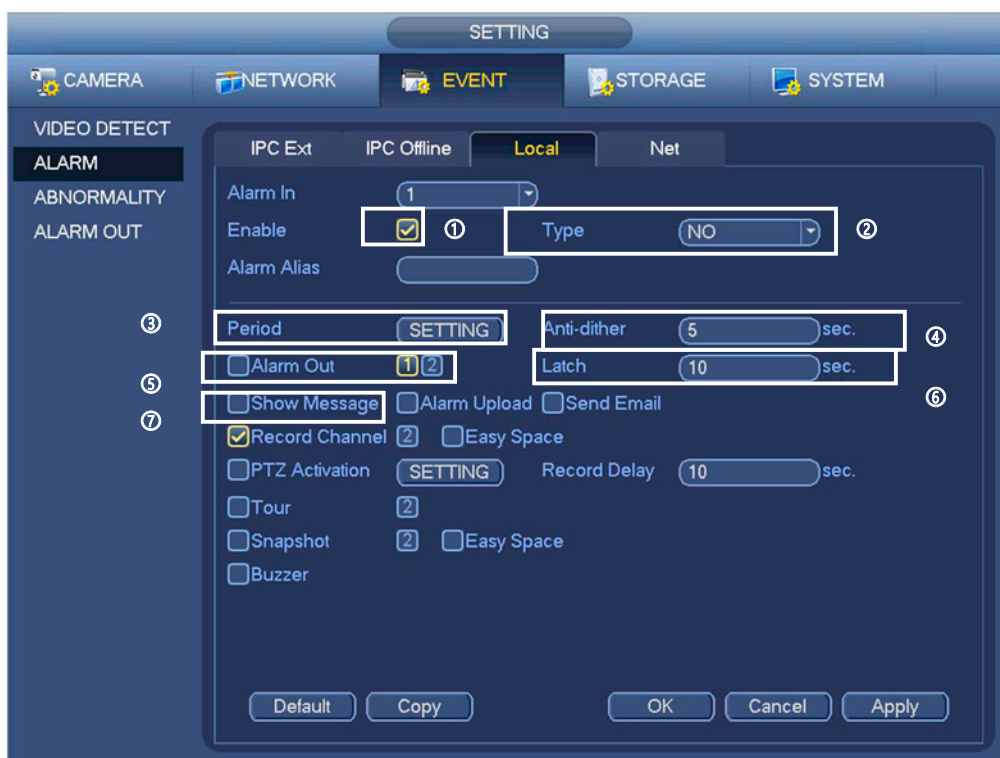 SETTING
CAMERA NETWORK EVENT STORAGE SYSTEM
VIDEO DETECT
ALARM
ABNORMALITY
ALARM OUT
IPC Ext IPC Offline Local Net
Alarm In 1
Enable ① Type NO ②
Alarm Alias
③ Period SETTING Anti-dither 5 sec. ④
⑤ Alarm Out 1 2 Latch 10 sec. ⑥
⑦ Show Message Alarm Upload Send Email
Record Channel 2 Easy Space
PTZ Activation SETTING Record Delay 10 sec.
Tour 2
Snapshot 2 Easy Space
Buzzer
Default Copy OK Cancel Apply